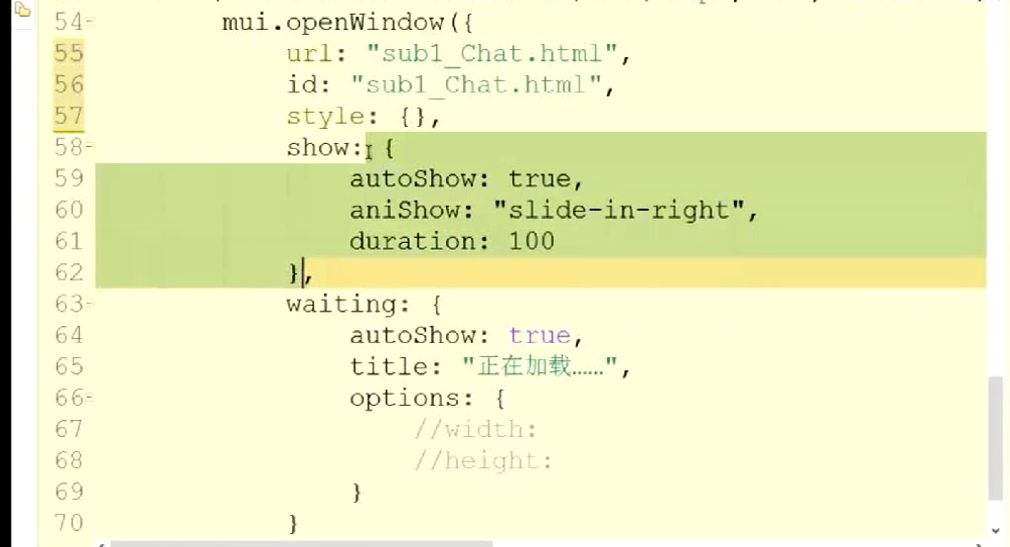 54 mui.openWindow({
55 url: "sub1_Chat.html",
56 id: "sub1_Chat.html",
57 style: {},
58 show: {
59 autoShow: true,
60 aniShow: "slide-in-right",
61 duration: 100
62 },
63 waiting: {
64 autoShow: true,
65 title: "正在加载……",
66 options: {
67 //width:
68 //height:
69 }
70 }